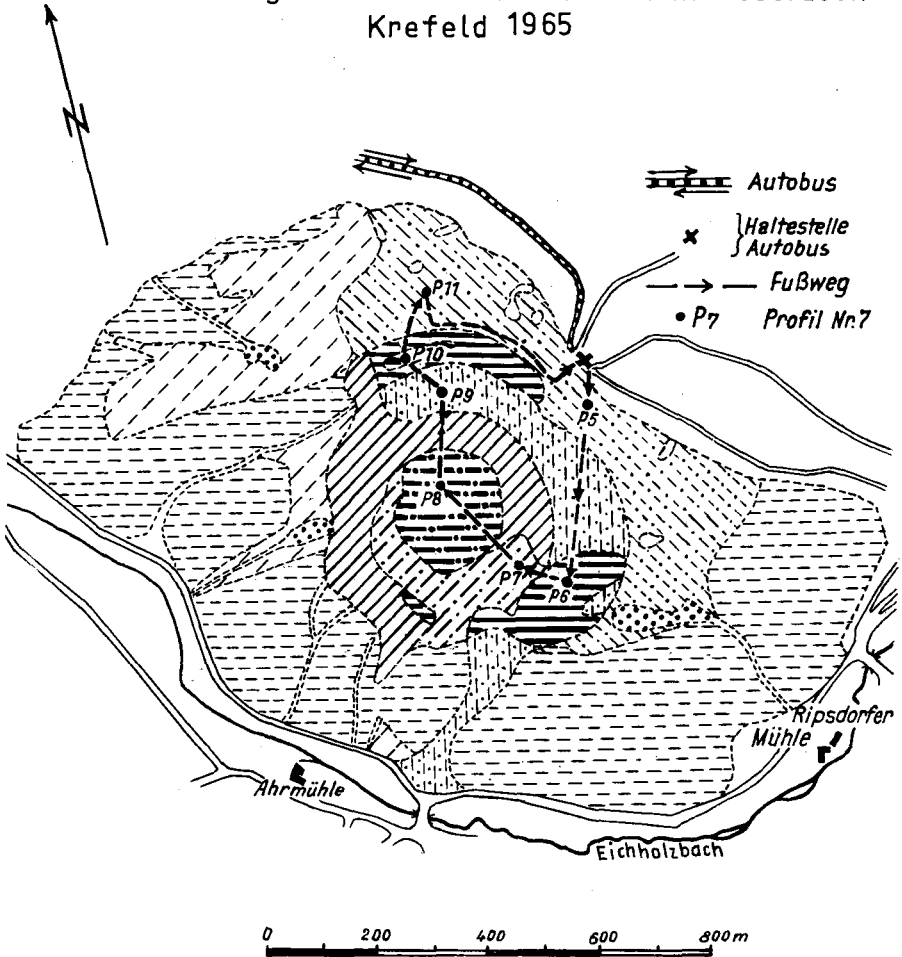 Krefeld 1965
N
Autobus
Haltestelle
Autobus
Fußweg
P7 Profil Nr.7
P11
P10
P9
P5
P8
P7
P6
Ripsdorfer
Mühle
Ahrmühle
Eichholzbach
0 200 400 600 800m